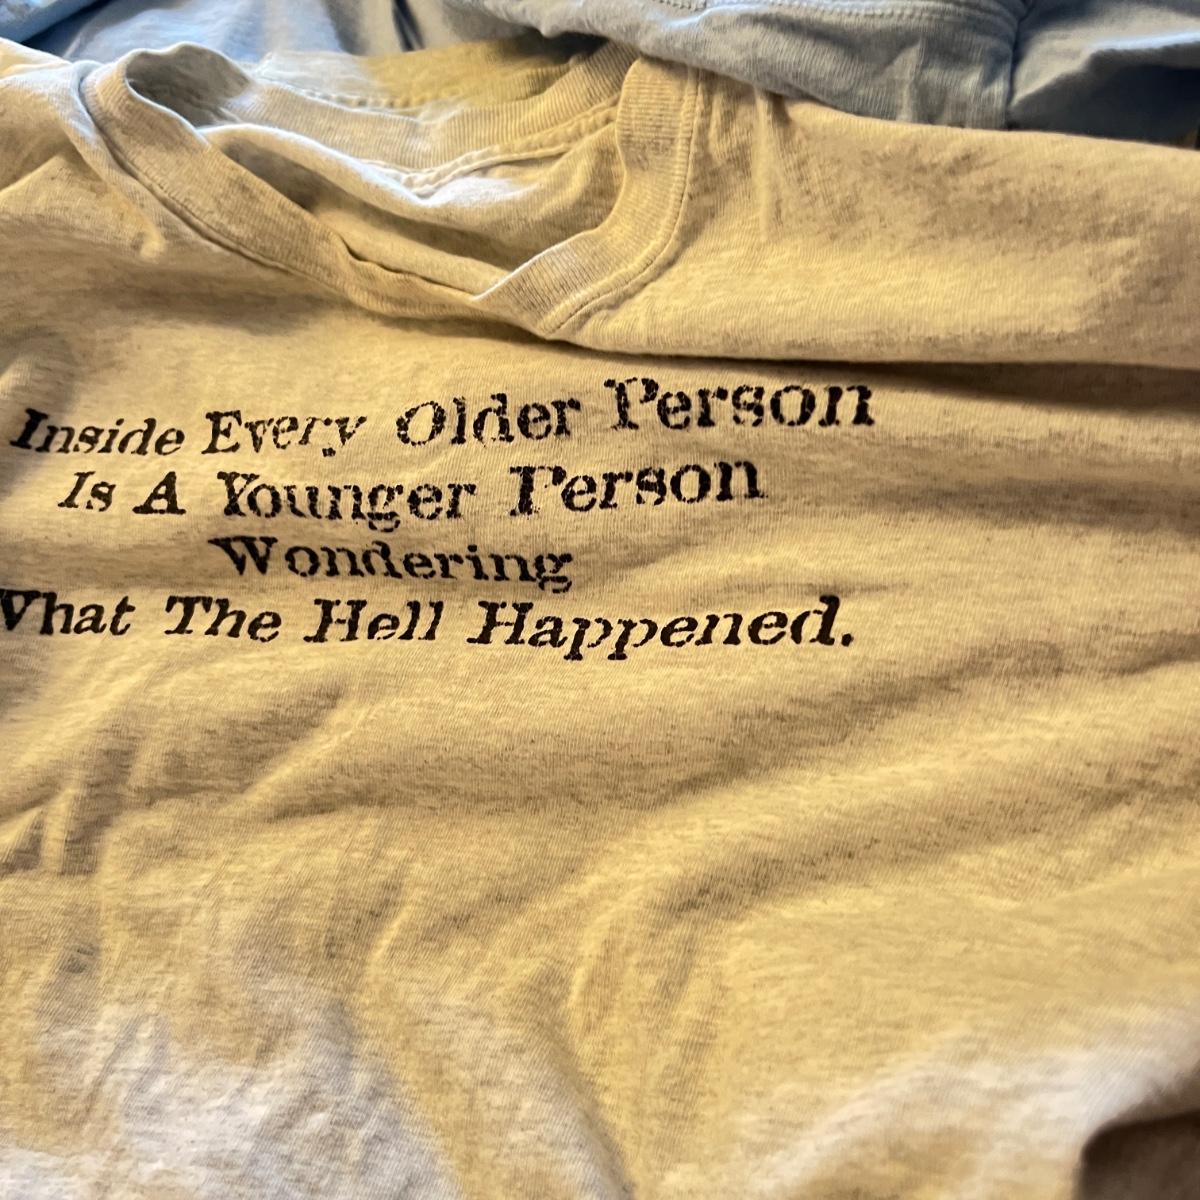 Inside Every Older Person
Is A Younger Person
Wondering
What The Hell Happened.